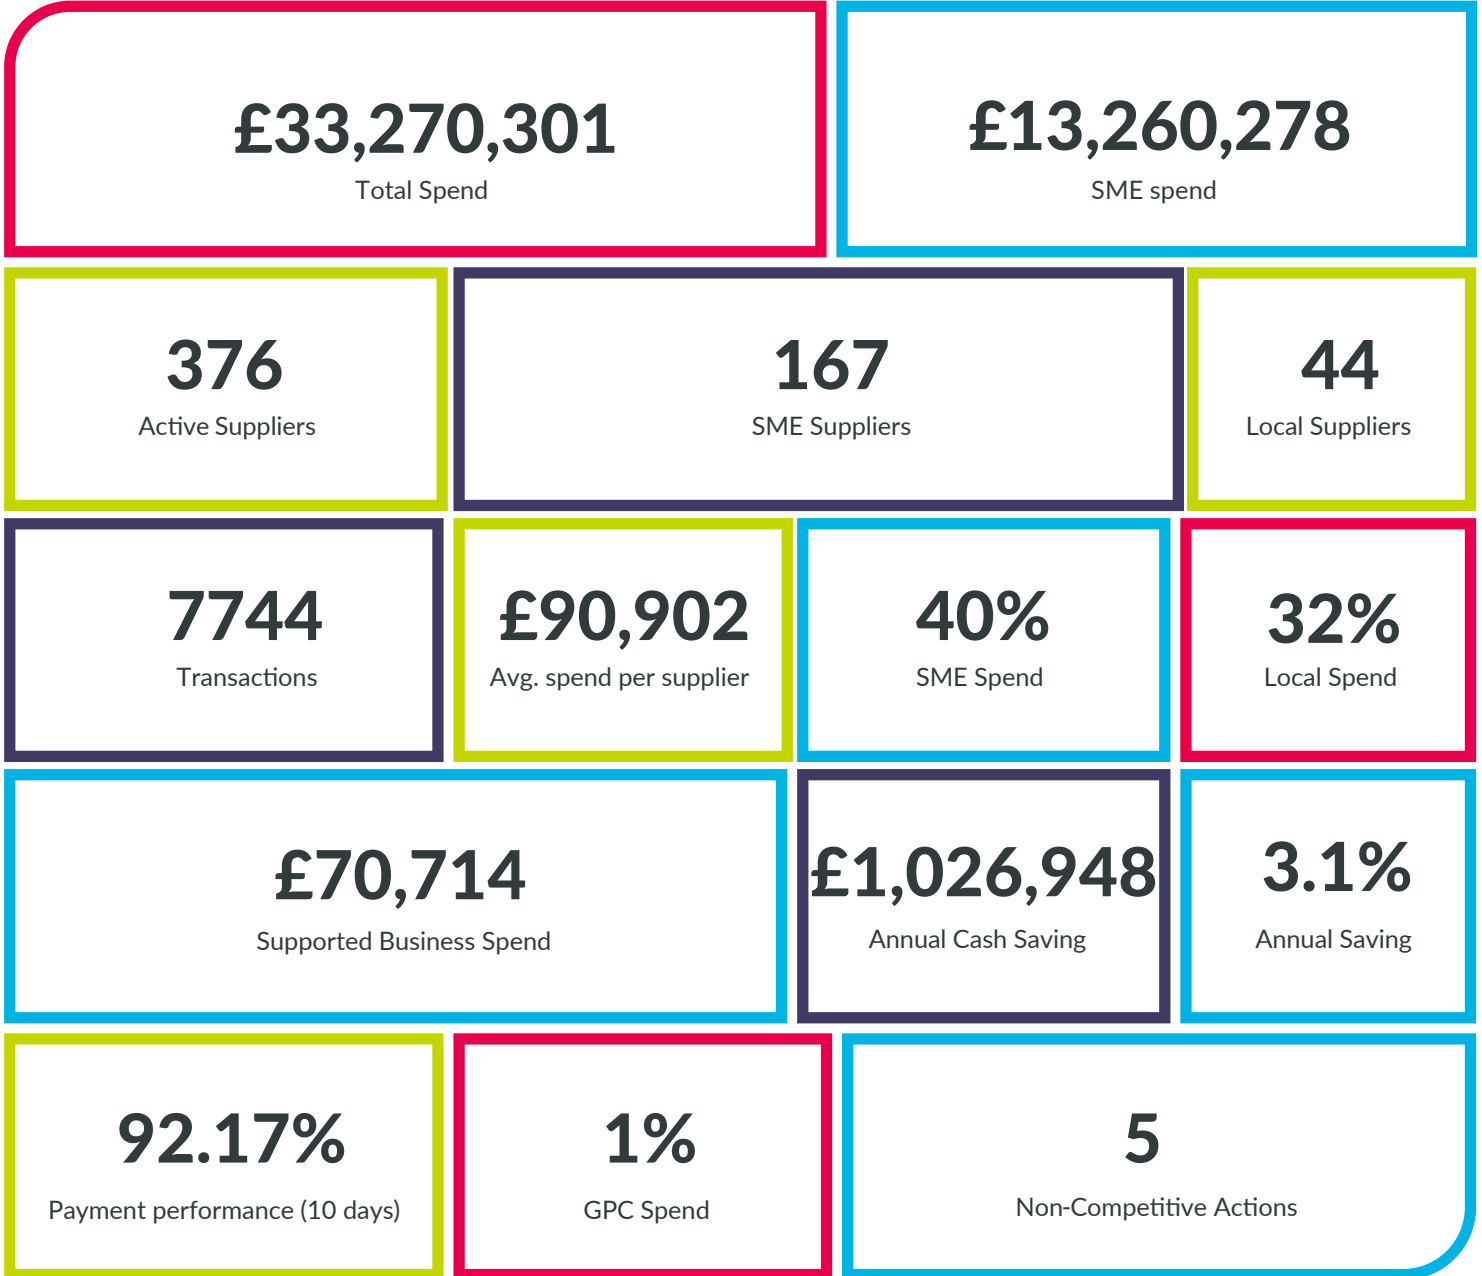 £33,270,301
Total Spend
£13,260,278
SME spend
376
Active Suppliers
167
SME Suppliers
44
Local Suppliers
7744
Transactions
£90,902
Avg. spend per supplier
40%
SME Spend
32%
Local Spend
£70,714
Supported Business Spend
£1,026,948
Annual Cash Saving
3.1%
Annual Saving
92.17%
Payment performance (10 days)
1%
GPC Spend
5
Non-Competitive Actions